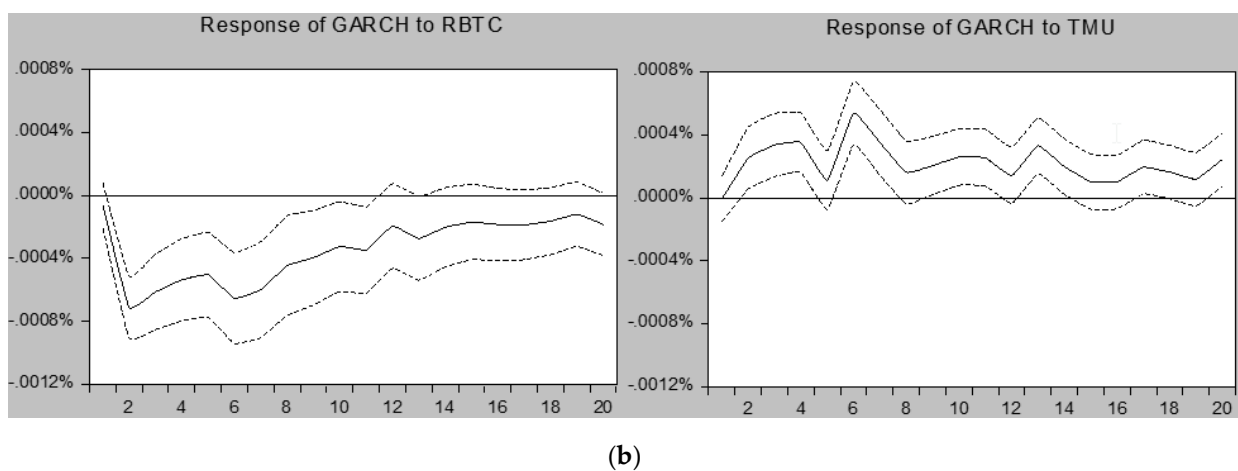 Response of GARCH to RBTC
.0008%
.0004%
.0000%
-.0004%
-.0008%
-.0012%
2 4 6 8 10 12 14 16 18 20
Response of GARCH to TMU
.0008%
.0004%
.0000%
-.0004%
-.0008%
-.0012%
2 4 6 8 10 12 14 16 18 20
(b)